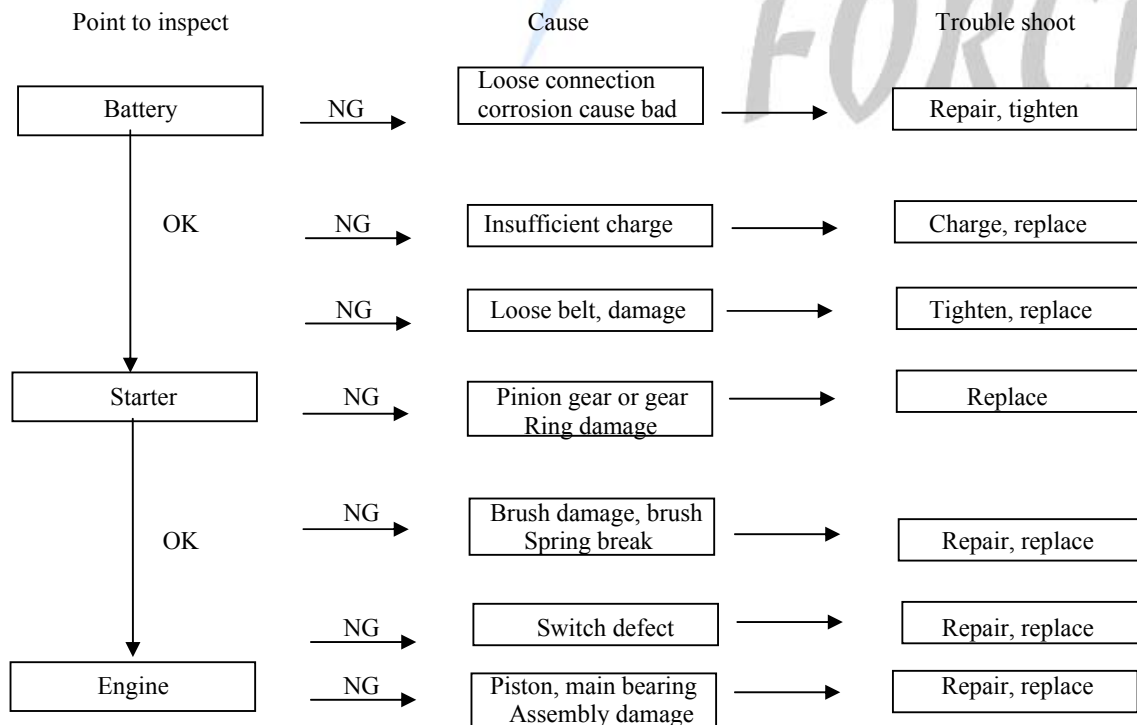 Point to inspect Cause Trouble shoot
FORC
Battery NG Loose connection
corrosion cause bad Repair, tighten
OK NG Insufficient charge Charge, replace
NG Loose belt, damage Tighten, replace
Starter NG Pinion gear or gear
Ring damage Replace
OK NG Brush damage, brush
Spring break Repair, replace
NG Switch defect Repair, replace
Engine NG Piston, main bearing
Assembly damage Repair, replace